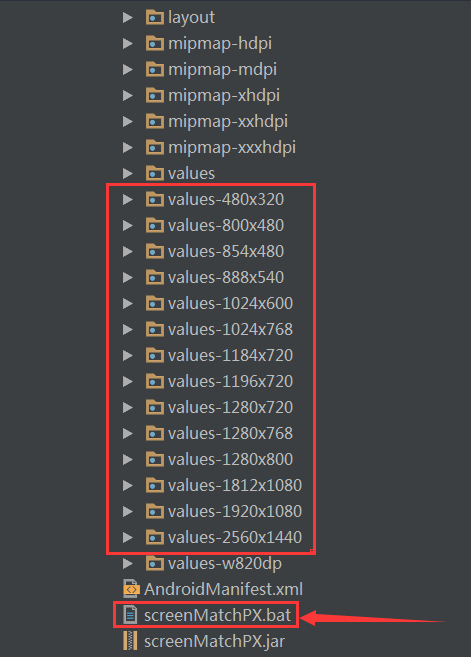 layout
mipmap-hdpi
mipmap-mdpi
mipmap-xhdpi
mipmap-xxhdpi
mipmap-xxxhdpi
values
values-480x320
values-800x480
values-854x480
values-888x540
values-1024x600
values-1024x768
values-1184x720
values-1196x720
values-1280x720
values-1280x768
values-1280x800
values-1812x1080
values-1920x1080
values-2560x1440
values-w820dp
AndroidManifest.xml
screenMatchPX.bat
screenMatchPX.jar